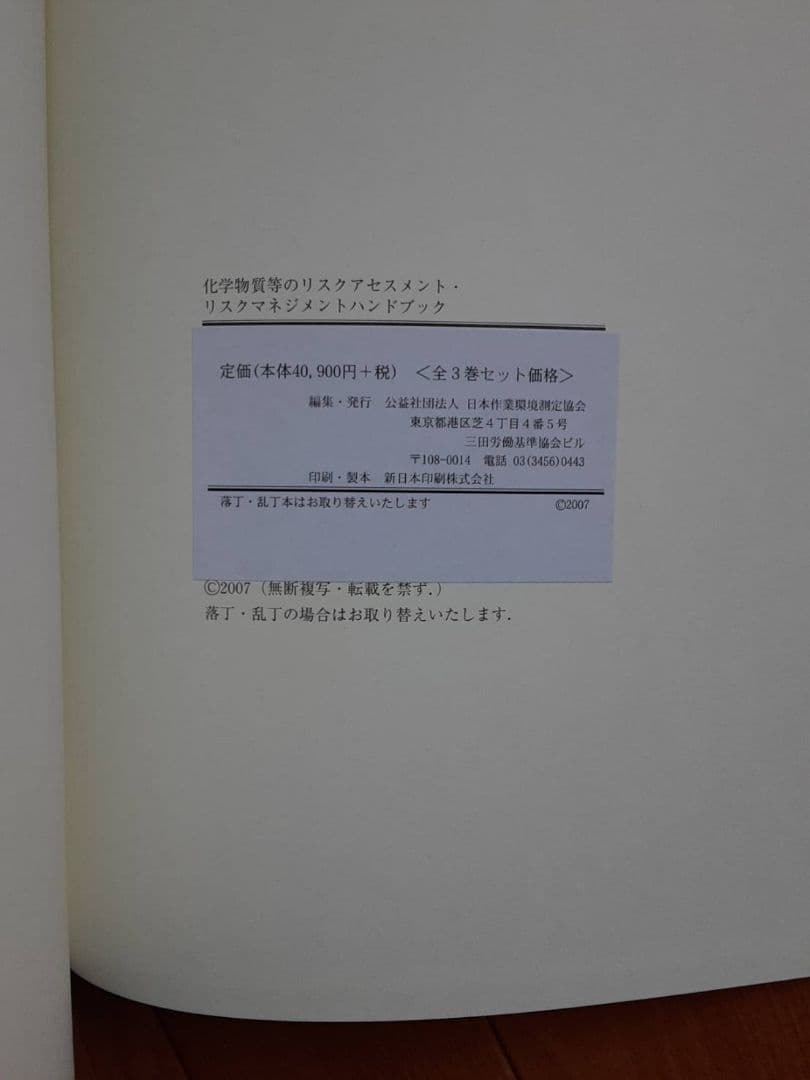 化学物質等のリスクアセスメント・
リスクマネジメントハンドブック
定価(本体40,900円＋税)　＜全３巻セット価格＞
編集・発行　公益社団法人 日本作業環境測定協会
東京都港区芝４丁目４番５号
三田労働基準協会ビル
〒108-0014　電話 03(3456)0443
印刷・製本　新日本印刷株式会社
落丁・乱丁本はお取り替えいたします　©2007
©2007（無断複写・転載を禁ず.）
落丁・乱丁の場合はお取り替えいたします.